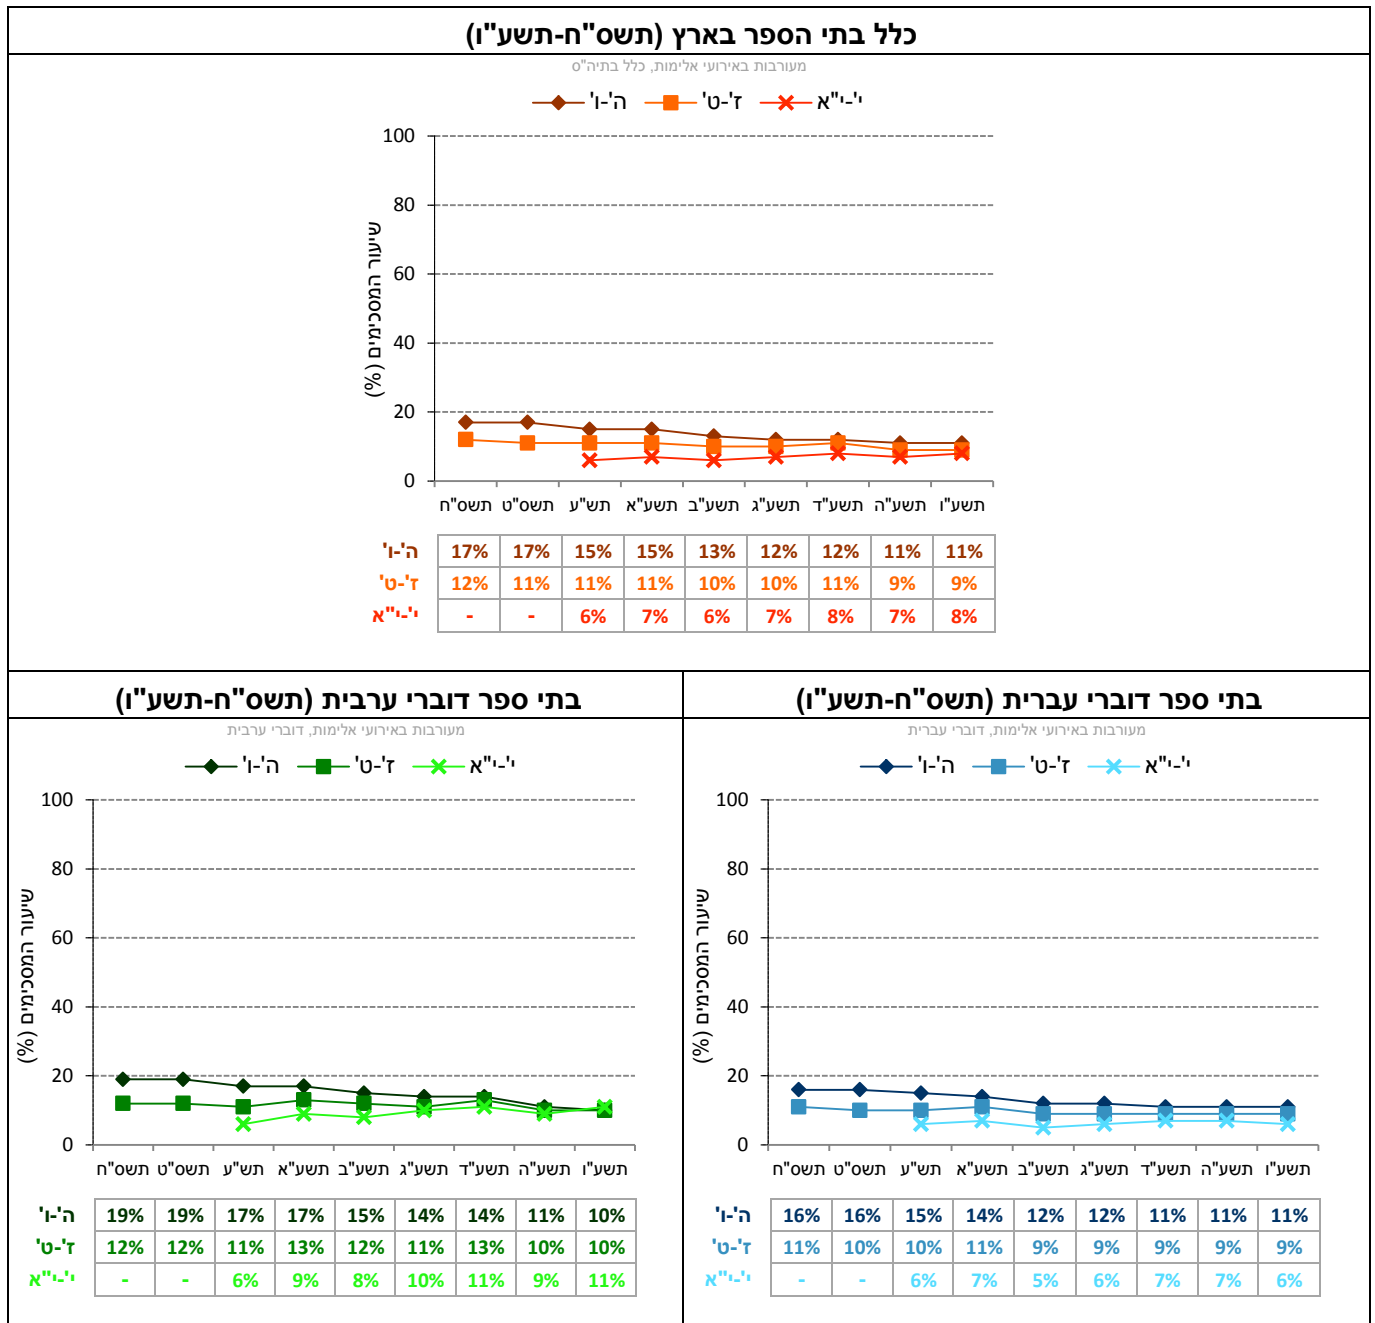 כלל בתי הספר בארץ (תשס"ח-תשע"ו)
מעורבות באירועי אלימות, כלל בתיה"ס
ה'-ו' ז'-ט' י'-י"א
100
80
60
40
20
0
שיעור המסכימים (%)
תשס"ח תשס"ט תש"ע תשע"א תשע"ב תשע"ג תשע"ד תשע"ה תשע"ו
ה'-ו' 17% 17% 15% 15% 13% 12% 12% 11% 11%
ז'-ט' 12% 11% 11% 11% 10% 10% 11% 9% 9%
י'-י"א - - 6% 7% 6% 7% 8% 7% 8%
בתי ספר דוברי עברית (תשס"ח-תשע"ו)
מעורבות באירועי אלימות, דוברי עברית
ה'-ו' ז'-ט' י'-י"א
100
80
60
40
20
0
שיעור המסכימים (%)
תשס"ח תשס"ט תש"ע תשע"א תשע"ב תשע"ג תשע"ד תשע"ה תשע"ו
ה'-ו' 16% 16% 15% 14% 12% 12% 11% 11% 11%
ז'-ט' 11% 10% 10% 11% 9% 9% 9% 9% 9%
י'-י"א - - 6% 7% 5% 6% 7% 7% 6%
בתי ספר דוברי ערבית (תשס"ח-תשע"ו)
מעורבות באירועי אלימות, דוברי ערבית
ה'-ו' ז'-ט' י'-י"א
100
80
60
40
20
0
שיעור המסכימים (%)
תשס"ח תשס"ט תש"ע תשע"א תשע"ב תשע"ג תשע"ד תשע"ה תשע"ו
ה'-ו' 19% 19% 17% 17% 15% 14% 14% 11% 10%
ז'-ט' 12% 12% 11% 13% 12% 11% 13% 10% 10%
י'-י"א - - 6% 9% 8% 10% 11% 9% 11%